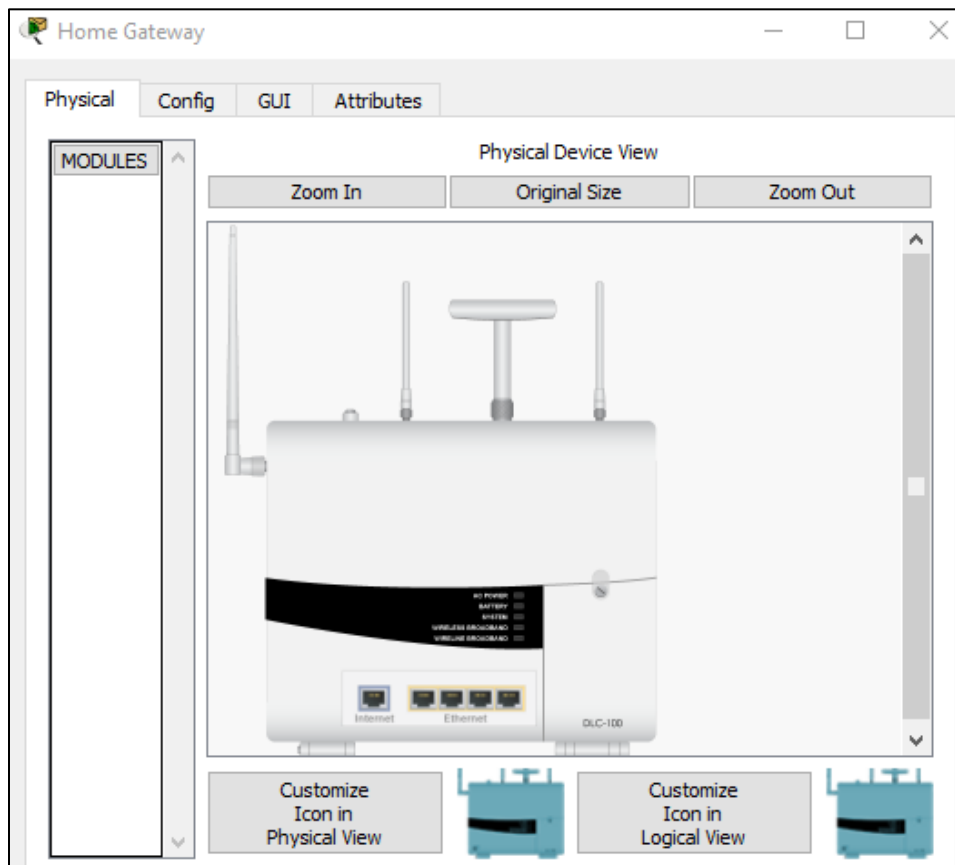 Home Gateway
Physical
Config
GUI
Attributes
MODULES
Physical Device View
Zoom In
Original Size
Zoom Out
AC POWER
BATTERY
SYSTEM
WIRELESS BROADBAND
WIRELINE BROADBAND
Internet
Ethernet
DLC-100
Customize
Icon in
Physical View
Customize
Icon in
Logical View